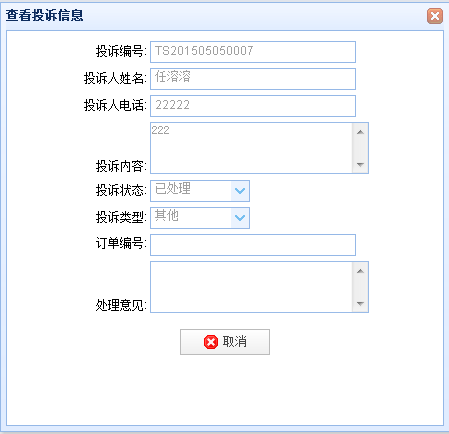 查看投诉信息
投诉编号: TS201505050007
投诉人姓名: 任溶溶
投诉人电话: 22222
222
投诉内容:
投诉状态: 已处理
投诉类型: 其他
订单编号:
处理意见:
取消